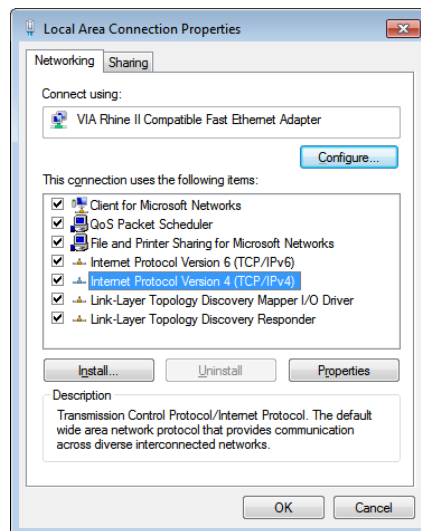 Local Area Connection Properties
Networking
Sharing
Connect using:
VIA Rhine II Compatible Fast Ethernet Adapter
Configure...
This connection uses the following items:
Client for Microsoft Networks
QoS Packet Scheduler
File and Printer Sharing for Microsoft Networks
Internet Protocol Version 6 (TCP/IPv6)
Internet Protocol Version 4 (TCP/IPv4)
Link-Layer Topology Discovery Mapper I/O Driver
Link-Layer Topology Discovery Responder
Install...
Uninstall
Properties
Description
Transmission Control Protocol/Internet Protocol. The default
wide area network protocol that provides communication
across diverse interconnected networks.
OK
Cancel